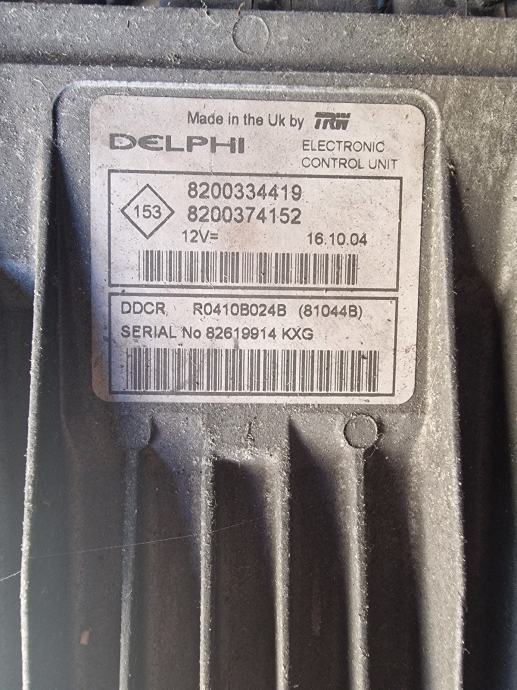 Made in the Uk by TRW
DELPHI ELECTRONIC
CONTROL UNIT
153
8200334419
8200374152
12V= 16.10.04
DDCR R0410B024B (81044B)
SERIAL No 82619914 KXG